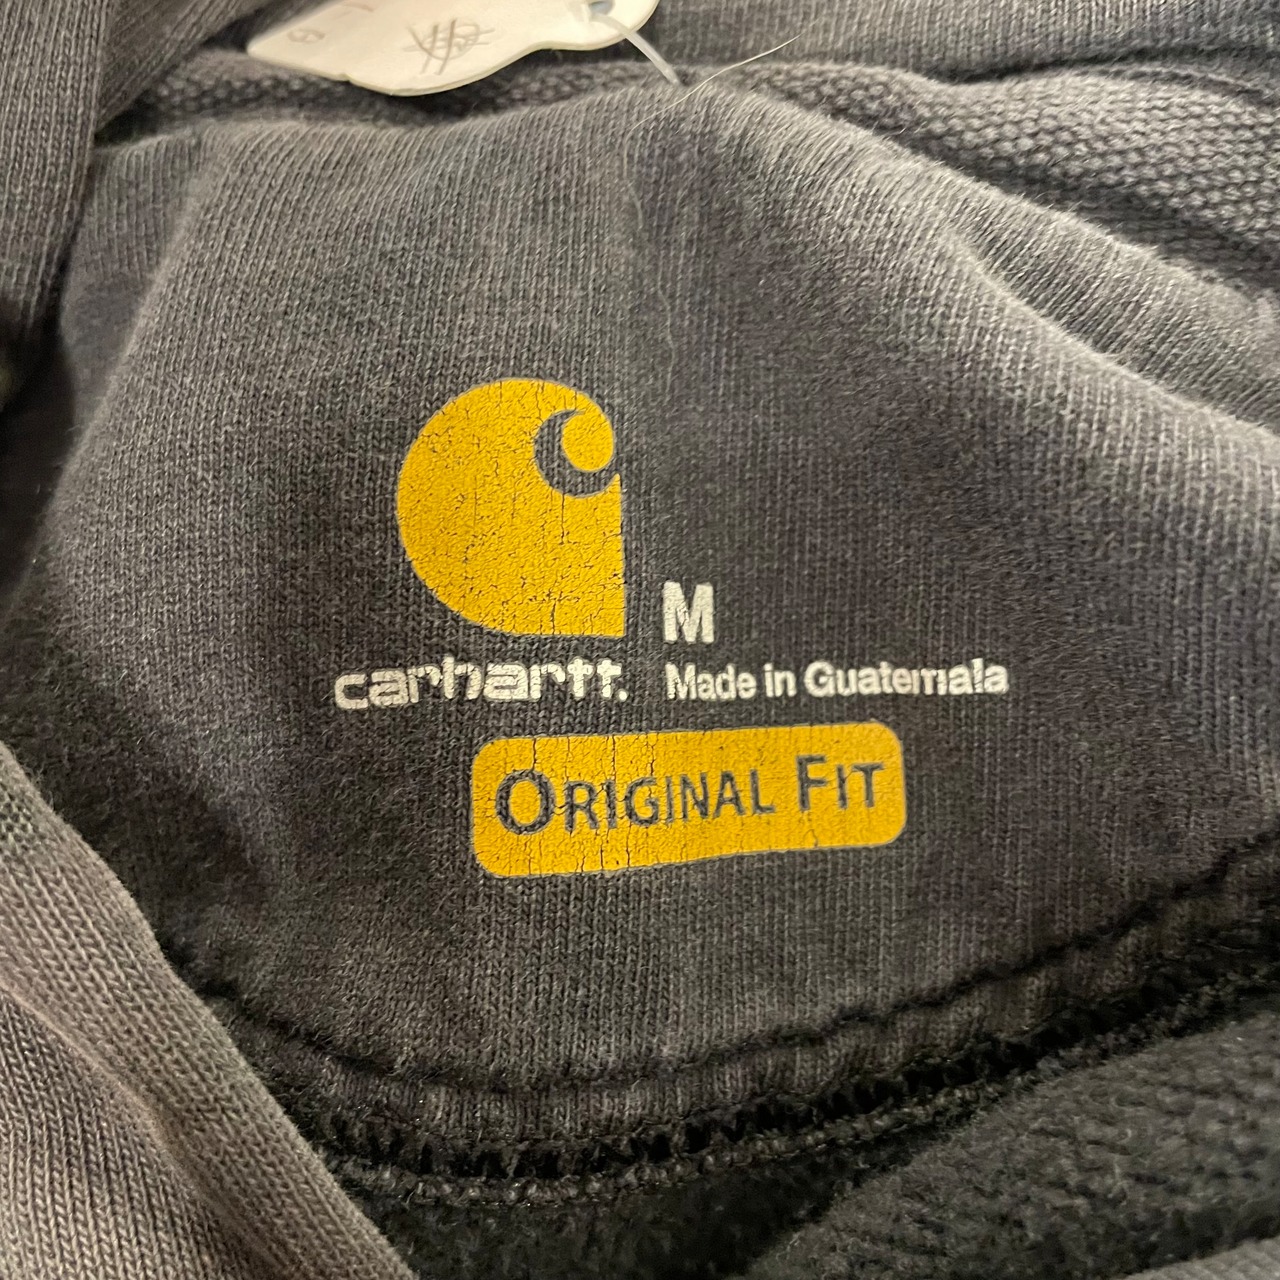 M
carhartt.
Made in Guatemala
ORIGINAL FIT